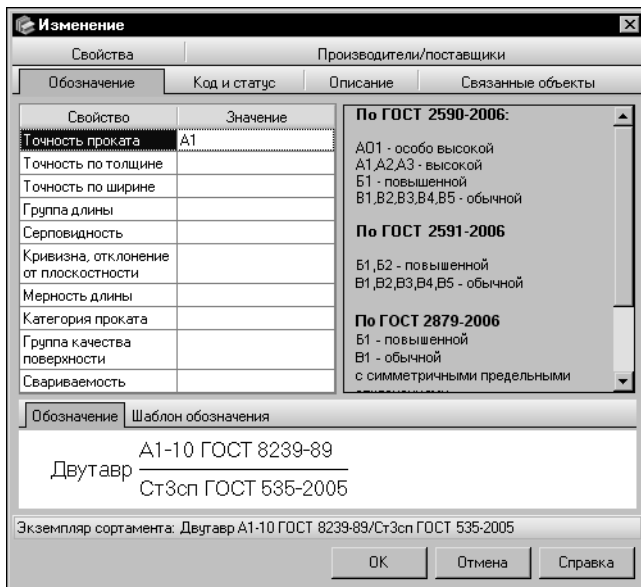 Изменение
Свойства
Производители/поставщики
Обозначение
Код и статус
Описание
Связанные объекты
Свойство
Значение
Точность проката
А1
Точность по толщине
Точность по ширине
Группа длины
Серповидность
Кривизна, отклонение
от плоскостности
Мерность длины
Категория проката
Группа качества
поверхности
Свариваемость
По ГОСТ 2590-2006:
АО1 - особо высокой
А1,А2,А3 - высокой
Б1 - повышенной
В1,В2,В3,В4,В5 - обычной
По ГОСТ 2591-2006
Б1,Б2 - повышенной
В1,В2,В3,В4,В5 - обычной
По ГОСТ 2879-2006
Б1 - повышенной
В1 - обычной
с симметричными предельными
Обозначение
Шаблон обозначения
А1-10 ГОСТ 8239-89
Двутавр
Ст3сп ГОСТ 535-2005
Экземпляр сортамента: Двутавр А1-10 ГОСТ 8239-89/Ст3сп ГОСТ 535-2005
ОК
Отмена
Справка